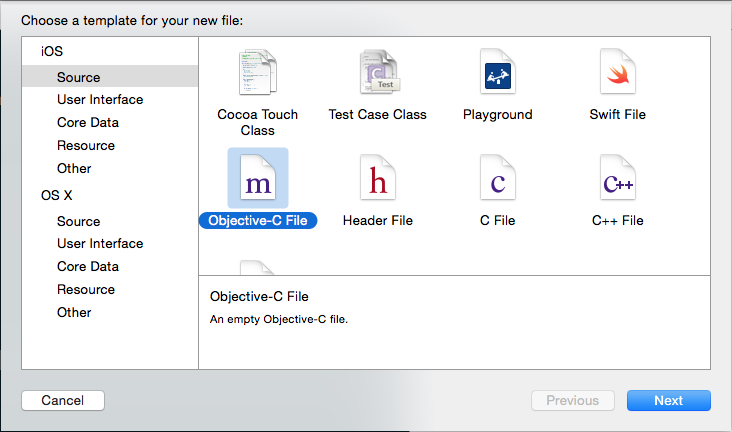 Choose a template for your new file:
iOS
Source
User Interface
Core Data
Resource
Other
OS X
Source
User Interface
Core Data
Resource
Other
Cocoa Touch
Class
Test
Test Case Class
Playground
Swift File
m
Objective-C File
h
Header File
c
C File
C++
C++ File
Objective-C File
An empty Objective-C file.
Cancel
Previous
Next